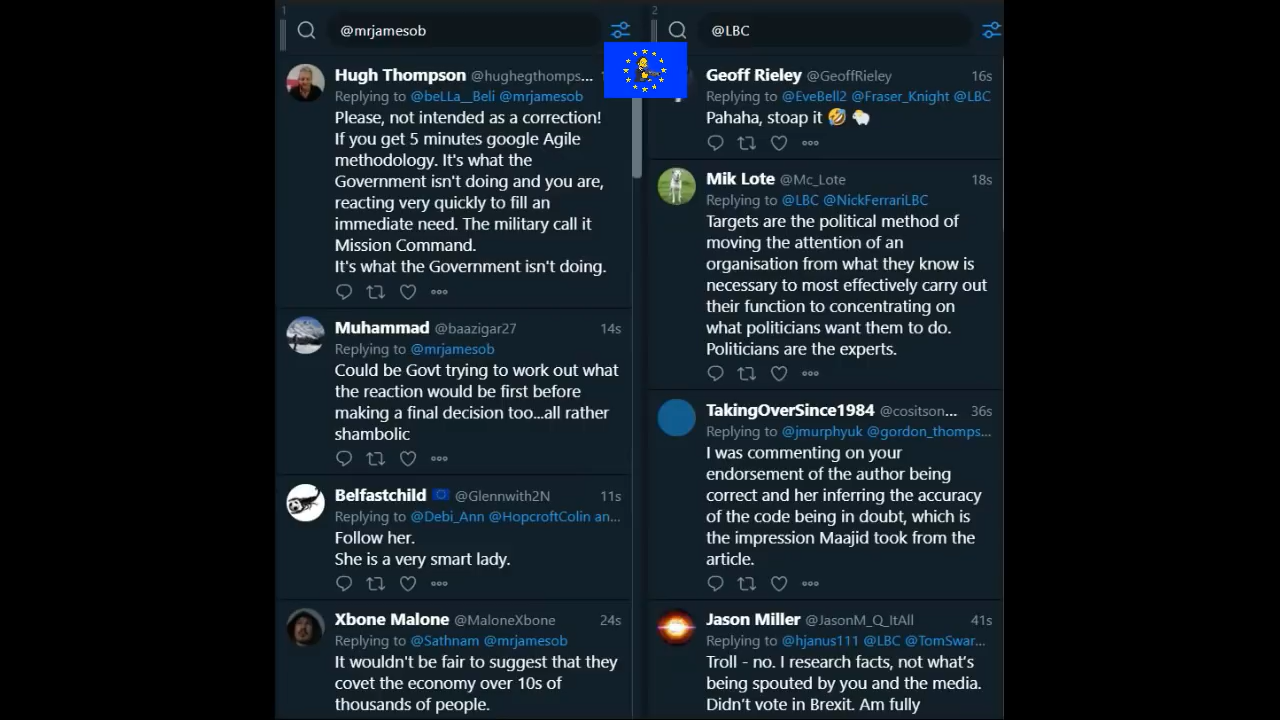 1
@mrjamesob
Hugh Thompson @hughegthomps...
Replying to @beLLa__Beli @mrjamesob
Please, not intended as a correction!
If you get 5 minutes google Agile
methodology. It's what the
Government isn't doing and you are,
reacting very quickly to fill an
immediate need. The military call it
Mission Command.
It's what the Government isn't doing.
Muhammad @baazigar27 14s
Replying to @mrjamesob
Could be Govt trying to work out what
the reaction would be first before
making a final decision too...all rather
shambolic
Belfastchild @Glennwith2N 11s
Replying to @Debi_Ann @HopcroftColin an...
Follow her.
She is a very smart lady.
Xbone Malone @MaloneXbone 24s
Replying to @Sathnam @mrjamesob
It wouldn't be fair to suggest that they
covet the economy over 10s of
thousands of people.
2
@LBC
Geoff Rieley @GeoffRieley 16s
Replying to @EveBell2 @Fraser_Knight @LBC
Pahaha, stoap it 🤣 🐑
Mik Lote @Mc_Lote 18s
Replying to @LBC @NickFerrariLBC
Targets are the political method of
moving the attention of an
organisation from what they know is
necessary to most effectively carry out
their function to concentrating on
what politicians want them to do.
Politicians are the experts.
TakingOverSince1984 @cositson... 36s
Replying to @jmurphyuk @gordon_thomps...
I was commenting on your
endorsement of the author being
correct and her inferring the accuracy
of the code being in doubt, which is
the impression Maajid took from the
article.
Jason Miller @JasonM_Q_ItAll 41s
Replying to @hjanus111 @LBC @TomSwar...
Troll - no. I research facts, not what's
being spouted by you and the media.
Didn't vote in Brexit. Am fully